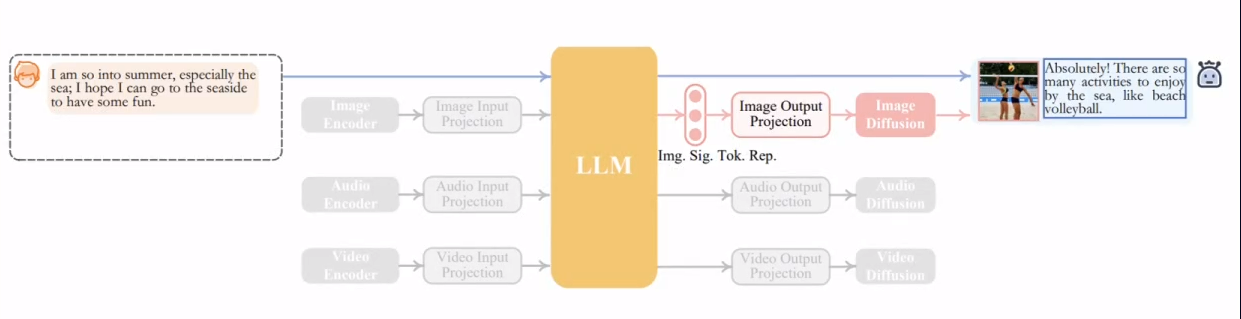 I am so into summer, especially the
sea; I hope I can go to the seaside
to have some fun.
Image
Encoder
Image Input
Projection
Audio
Encoder
Audio Input
Projection
Video
Encoder
Video Input
Projection
LLM
Img. Sig. Tok. Rep.
Image Output
Projection
Image
Diffusion
Audio Output
Projection
Audio
Diffusion
Video Output
Projection
Video
Diffusion
Absolutely! There are so
many activities to enjoy
by the sea, like beach
volleyball.